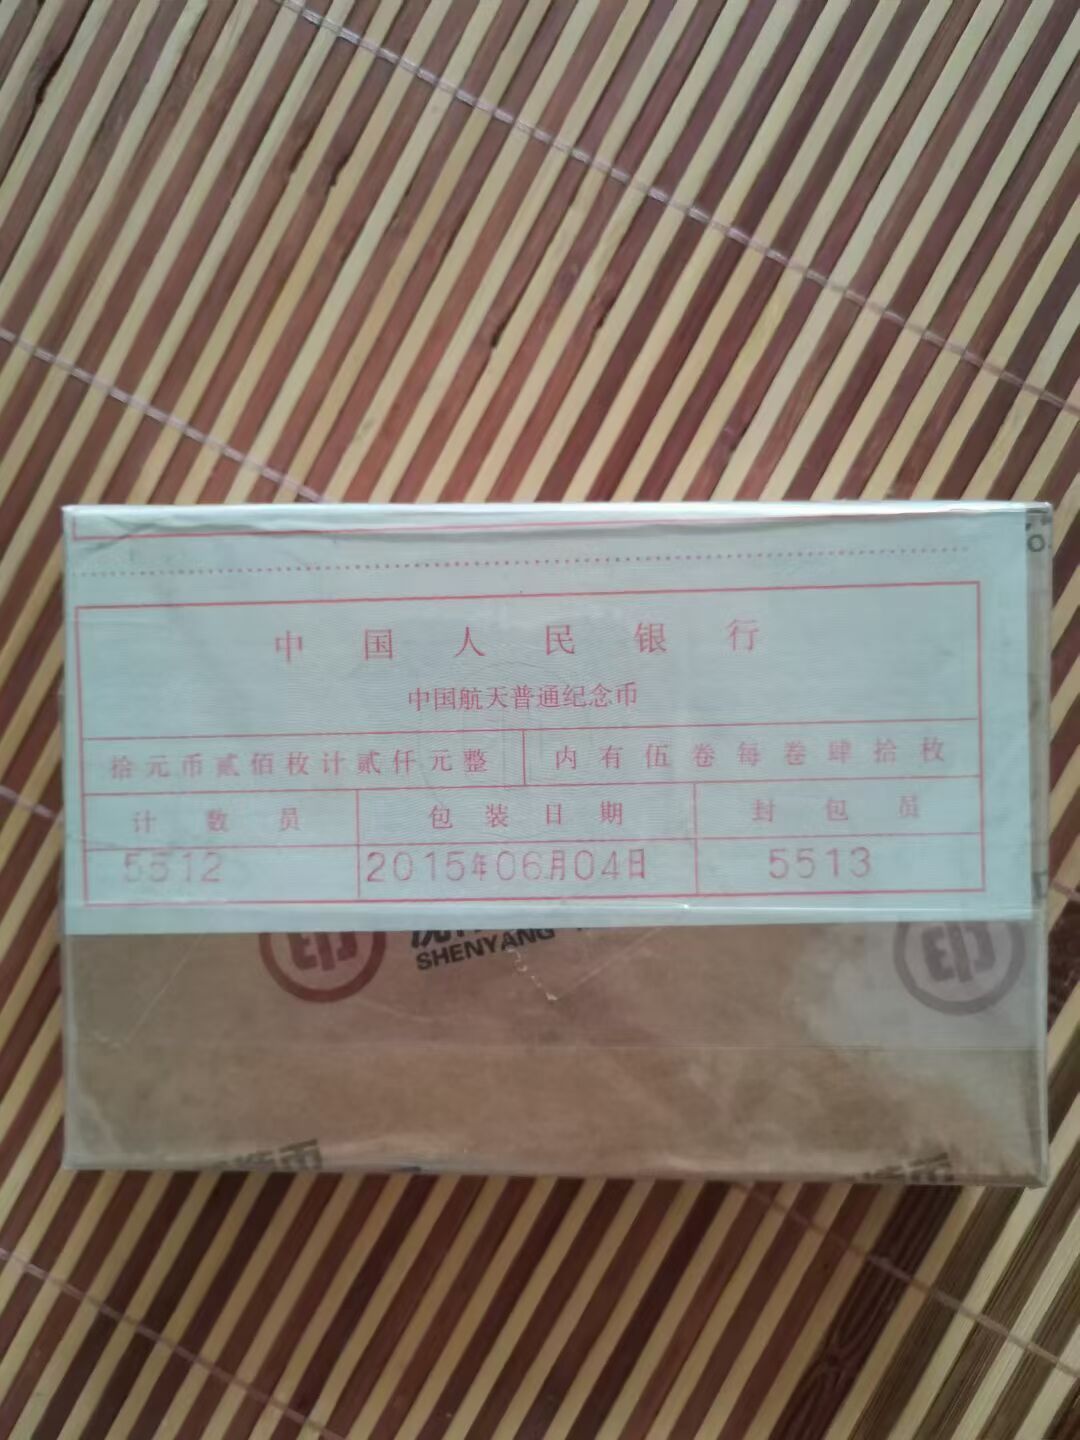 中国人民银行
中国航天普通纪念币
拾元币贰佰枚计贰仟元整 内有伍卷每卷肆拾枚
计数员 包装日期 封包员
5512 2015年06月04日 5513
印 SHENYANG 印